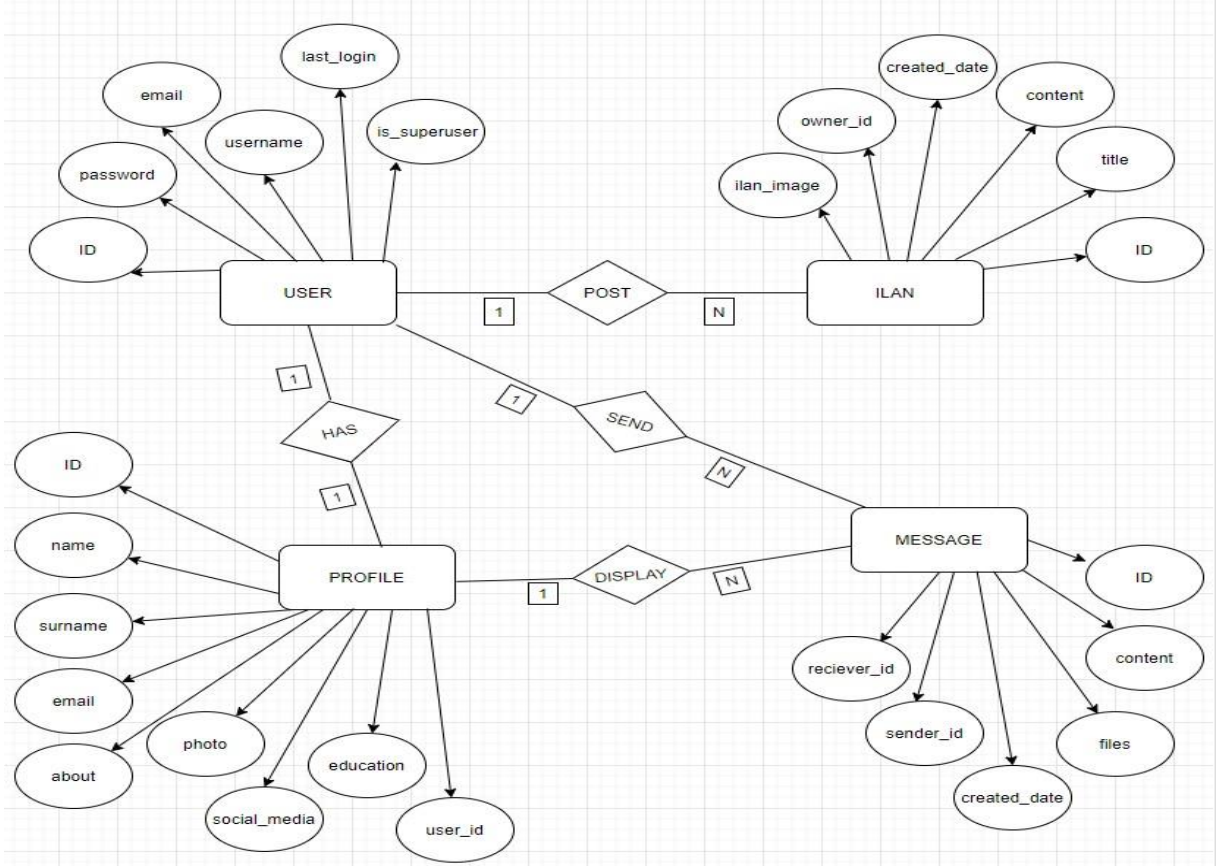 last_login
email
created_date
content
username
is_superuser
owner_id
password
ilan_image
title
ID
ID
USER
POST
ILAN
1
N
1
1
SEND
HAS
N
1
ID
name
PROFILE
DISPLAY
MESSAGE
1
N
ID
surname
content
reciever_id
email
photo
sender_id
files
about
education
created_date
social_media
user_id